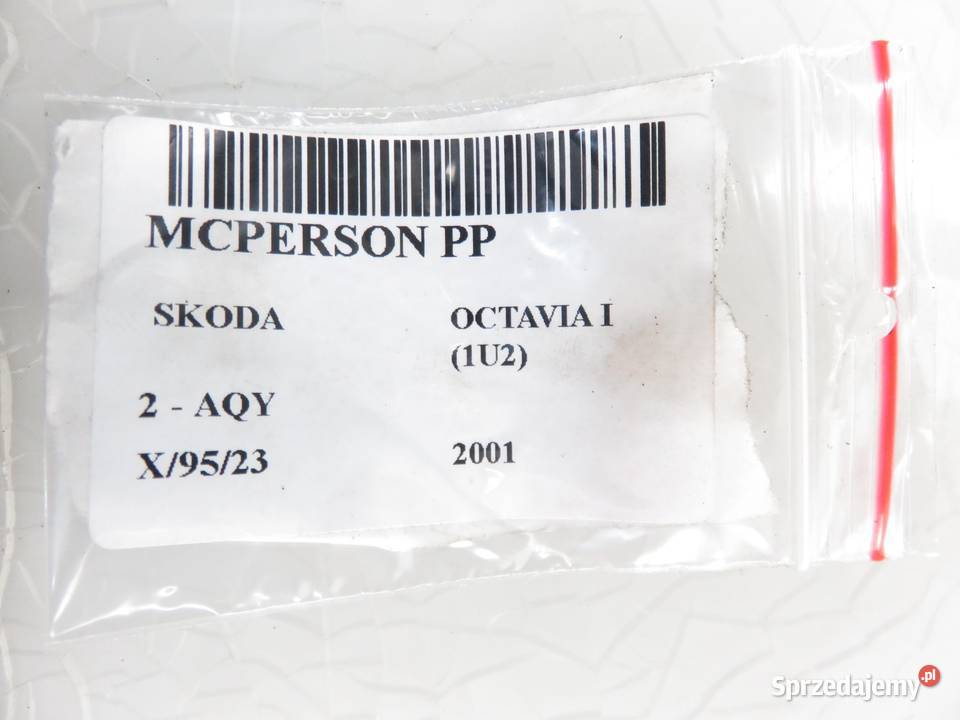 MCPERSON PP
SKODA OCTAVIA I
(1U2)
2 - AQY
X/95/23 2001
Sprzedajemy.pl